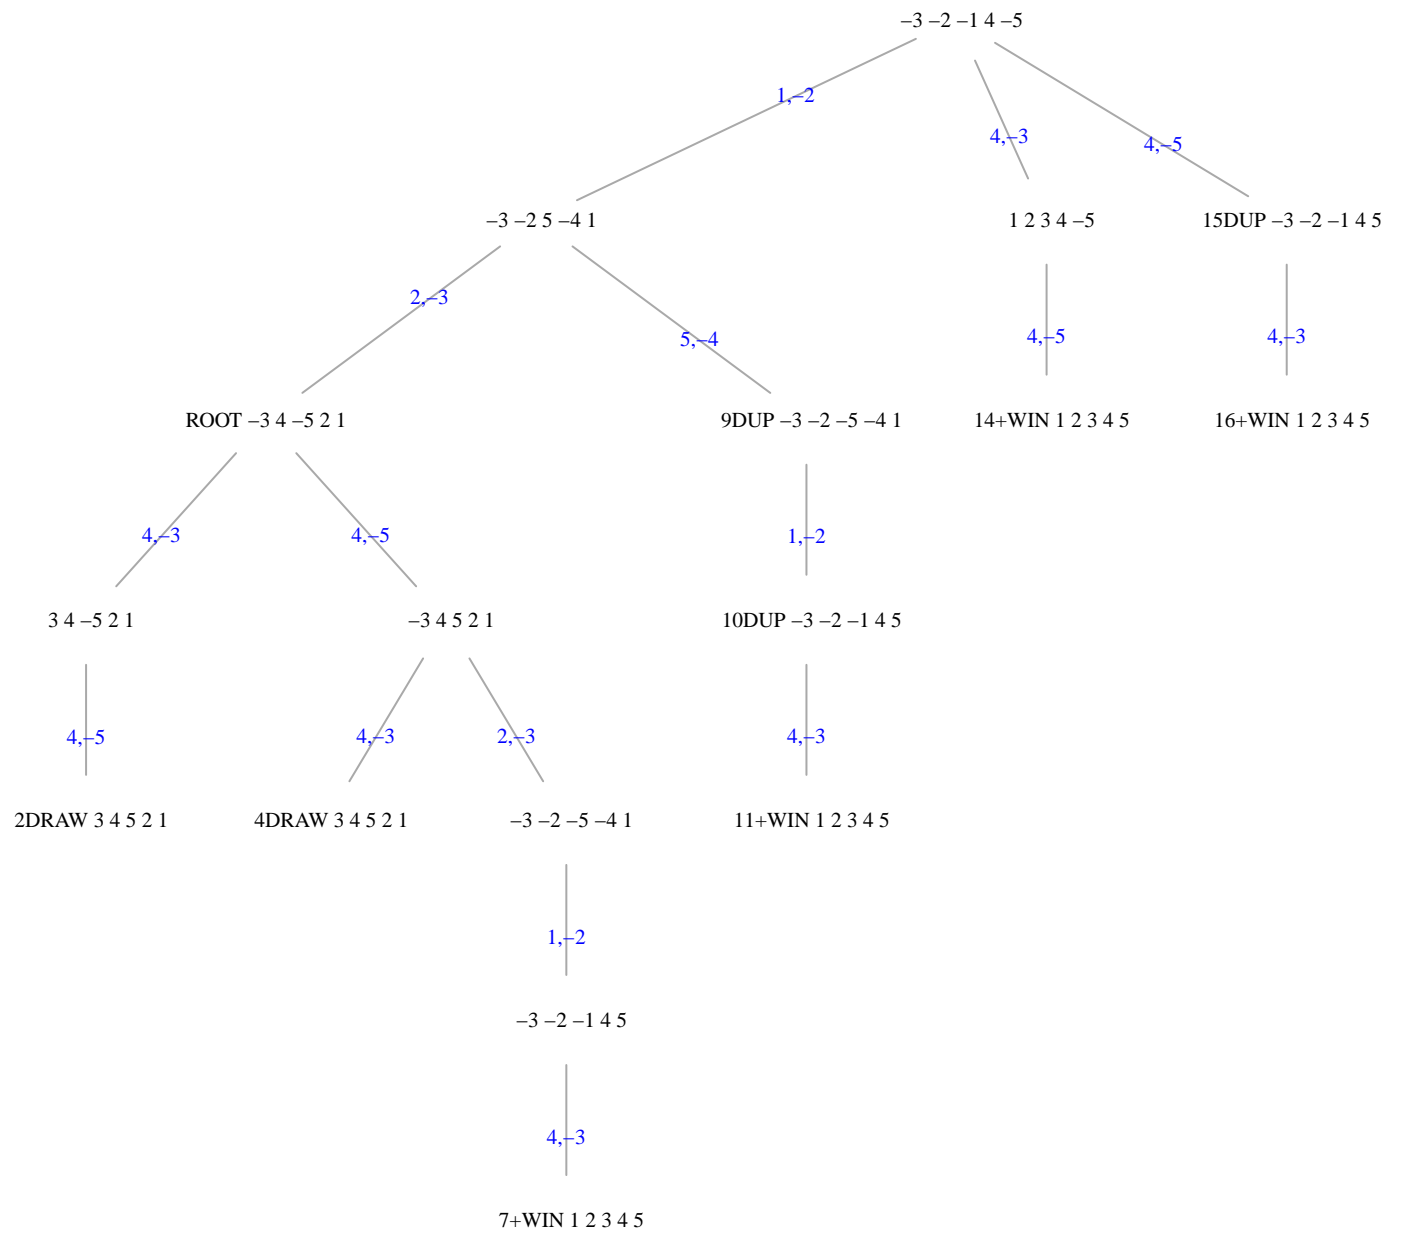 –3 –2 –1 4 –5
1,–2
4,–3
4,–5
–3 –2 5 –4 1
1 2 3 4 –5
15DUP –3 –2 –1 4 5
2,–3
5,–4
4,–5
4,–3
ROOT –3 4 –5 2 1
9DUP –3 –2 –5 –4 1
14+WIN 1 2 3 4 5
16+WIN 1 2 3 4 5
4,–3
4,–5
1,–2
3 4 –5 2 1
–3 4 5 2 1
10DUP –3 –2 –1 4 5
4,–5
4,–3
2,–3
4,–3
2DRAW 3 4 5 2 1
4DRAW 3 4 5 2 1
–3 –2 –5 –4 1
11+WIN 1 2 3 4 5
1,–2
–3 –2 –1 4 5
4,–3
7+WIN 1 2 3 4 5